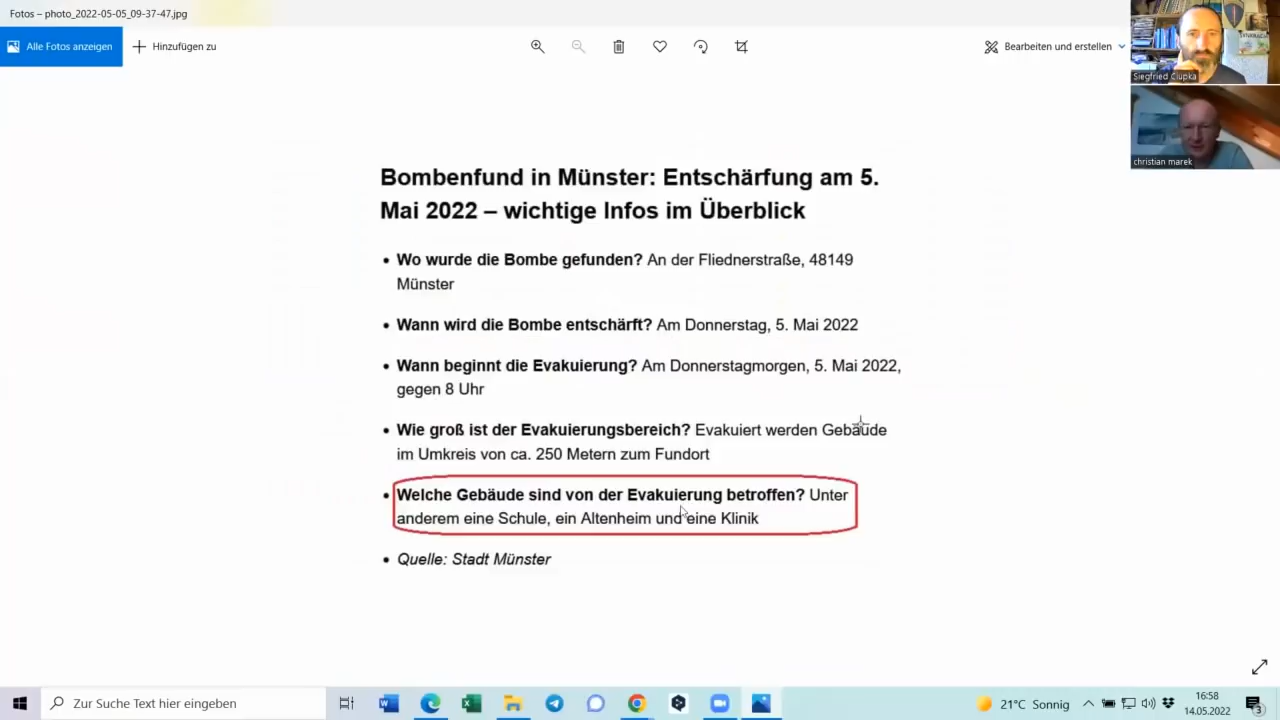 Fotos – photo_2022-05-05_09-37-47.jpg
Alle Fotos anzeigen
Hinzufügen zu
Bearbeiten und erstellen
Siegfried Ciupka
christian marek
Bombenfund in Münster: Entschärfung am 5.
Mai 2022 – wichtige Infos im Überblick
• Wo wurde die Bombe gefunden? An der Fliednerstraße, 48149
Münster
• Wann wird die Bombe entschärft? Am Donnerstag, 5. Mai 2022
• Wann beginnt die Evakuierung? Am Donnerstagmorgen, 5. Mai 2022,
gegen 8 Uhr
• Wie groß ist der Evakuierungsbereich? Evakuiert werden Gebäude
im Umkreis von ca. 250 Metern zum Fundort
• Welche Gebäude sind von der Evakuierung betroffen? Unter
anderem eine Schule, ein Altenheim und eine Klinik
• Quelle: Stadt Münster
Zur Suche Text hier eingeben
21°C Sonnig
16:58
14.05.2022
3